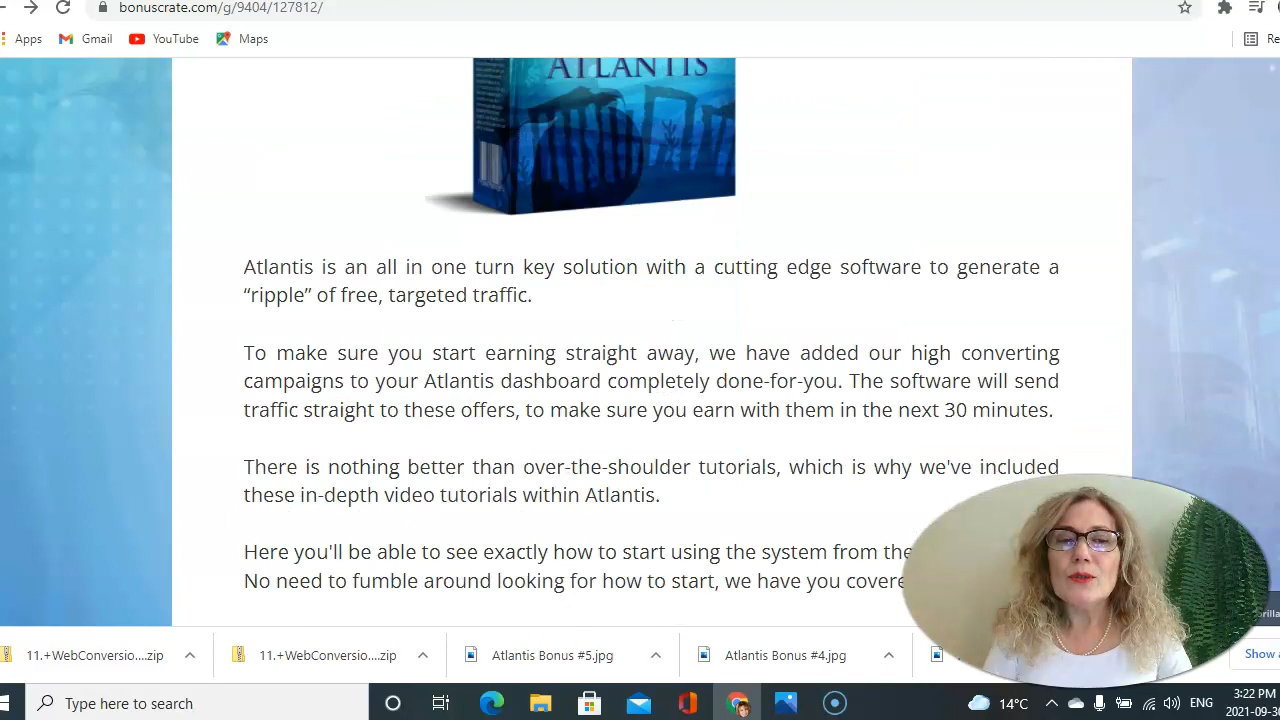 bonuscrate.com/g/9404/127812/
Apps Gmail YouTube Maps Re
ATLANTIS
Atlantis is an all in one turn key solution with a cutting edge software to generate a
“ripple” of free, targeted traffic.
To make sure you start earning straight away, we have added our high converting
campaigns to your Atlantis dashboard completely done-for-you. The software will send
traffic straight to these offers, to make sure you earn with them in the next 30 minutes.
There is nothing better than over-the-shoulder tutorials, which is why we've included
these in-depth video tutorials within Atlantis.
Here you'll be able to see exactly how to start using the system from the
No need to fumble around looking for how to start, we have you covere
11.+WebConversio....zip 11.+WebConversio....zip Atlantis Bonus #5.jpg Atlantis Bonus #4.jpg Show a
Type here to search 14°C ENG 3:22 PM
2021-09-30